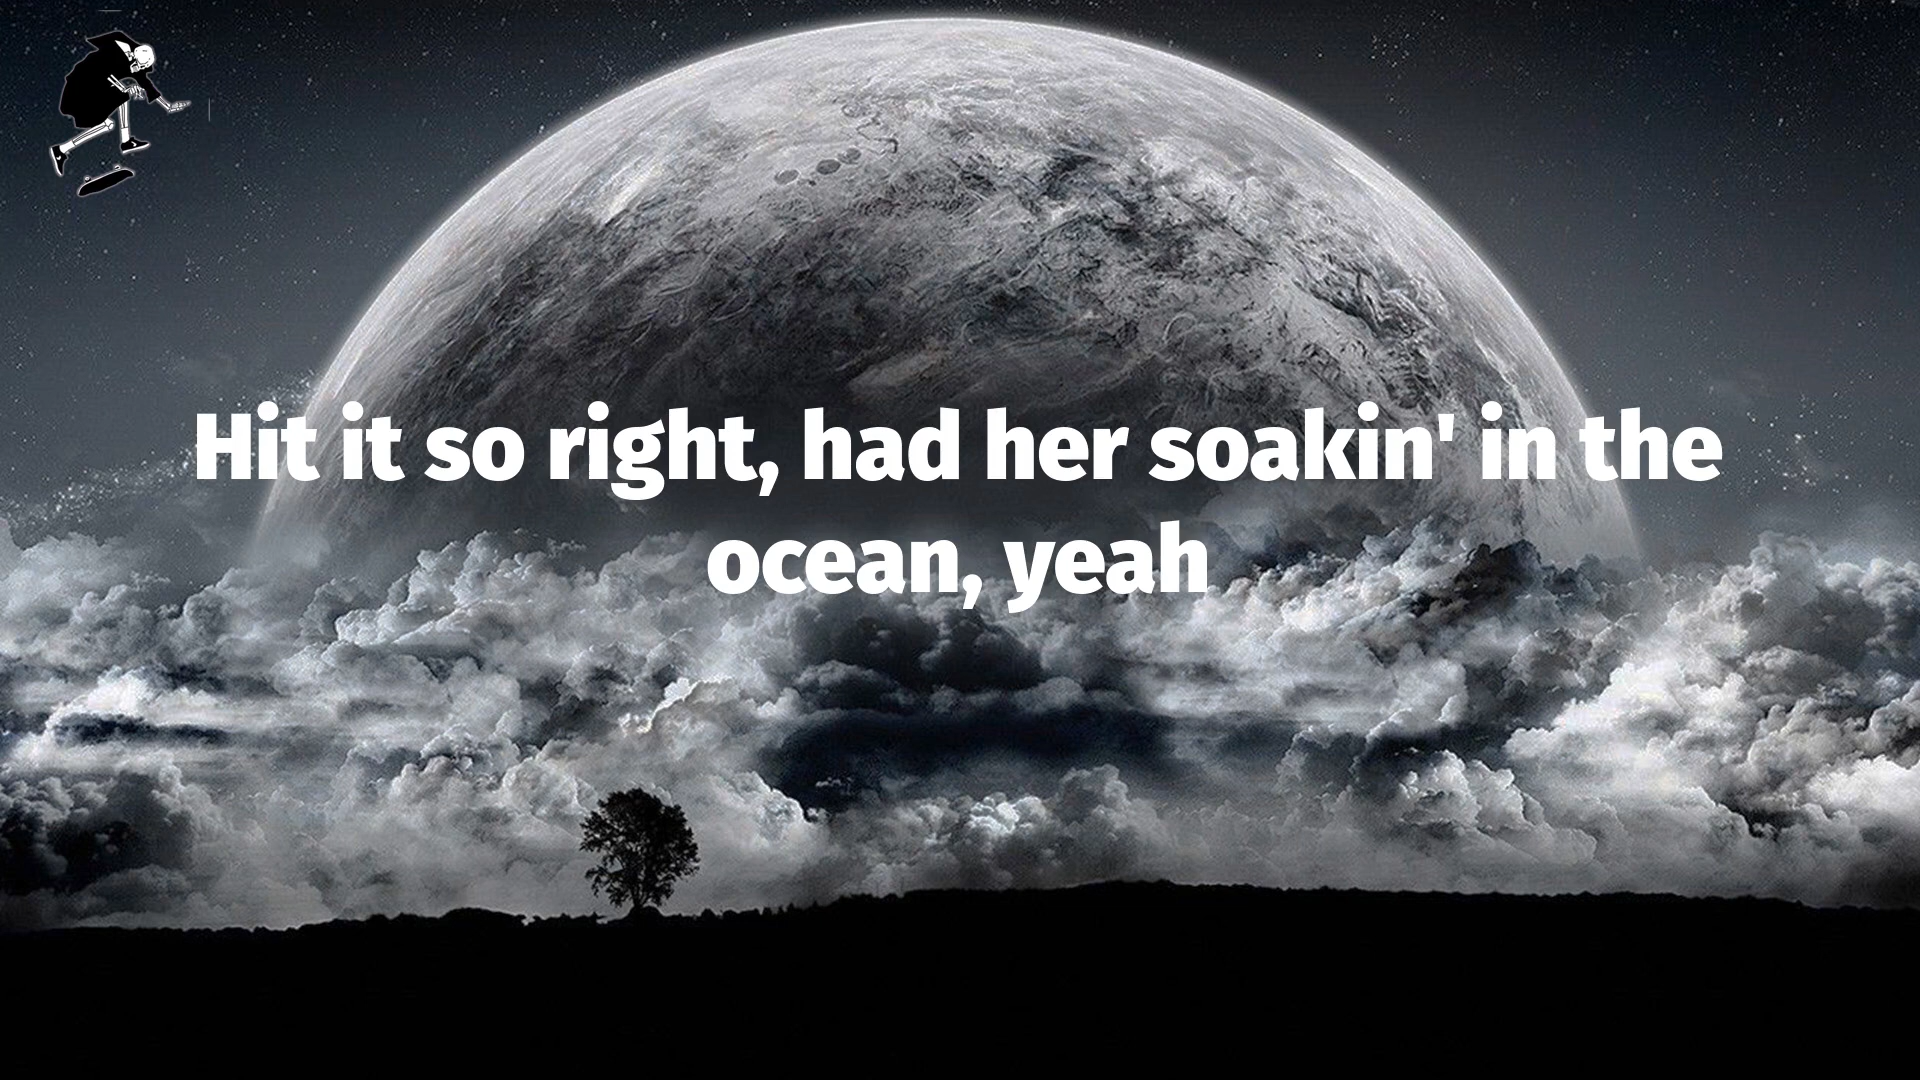 Hit it so right, had her soakin' in the
ocean, yeah